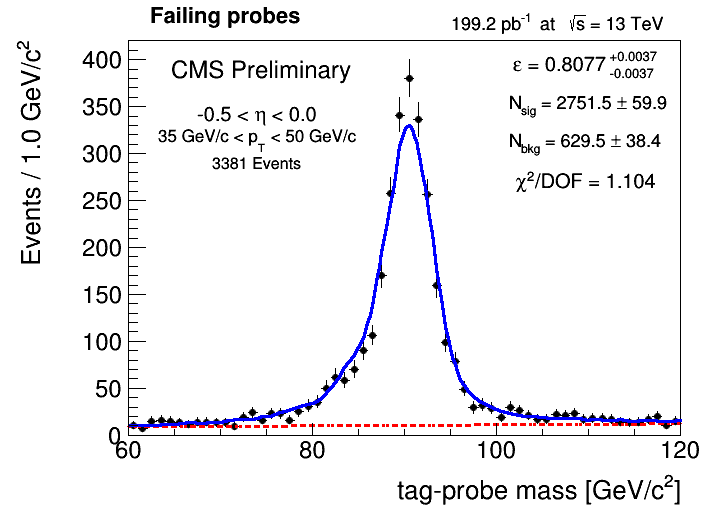 Failing probes
199.2 pb⁻¹ at √s = 13 TeV
Events / 1.0 GeV/c²
400
350
300
250
200
150
100
50
0
CMS Preliminary
-0.5 < η < 0.0
35 GeV/c < p_T < 50 GeV/c
3381 Events
ε = 0.8077 +0.0037 -0.0037
N_sig = 2751.5 ± 59.9
N_bkg = 629.5 ± 38.4
χ²/DOF = 1.104
60 80 100 120
tag-probe mass [GeV/c²]